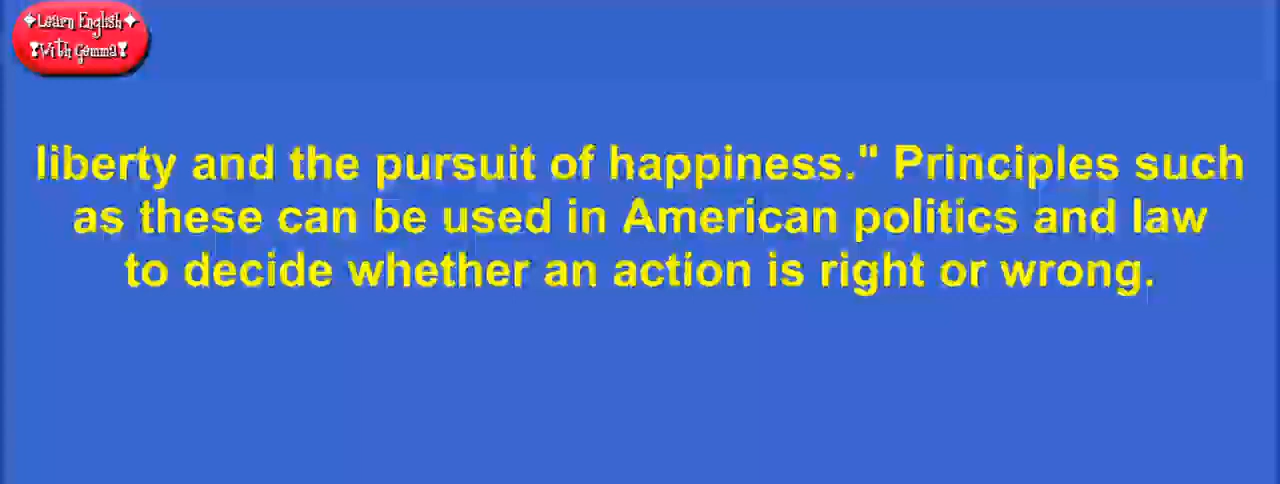 Learn English
With Gemma
liberty and the pursuit of happiness." Principles such
as these can be used in American politics and law
to decide whether an action is right or wrong.